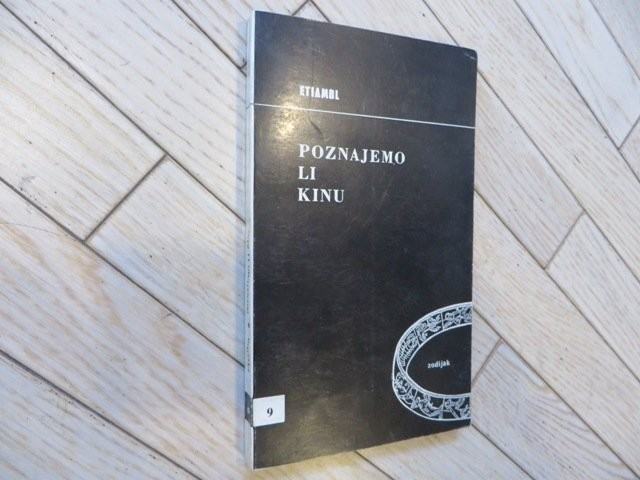 ETIAMBL
POZNAJEMO
LI
KINU
zodijak
9